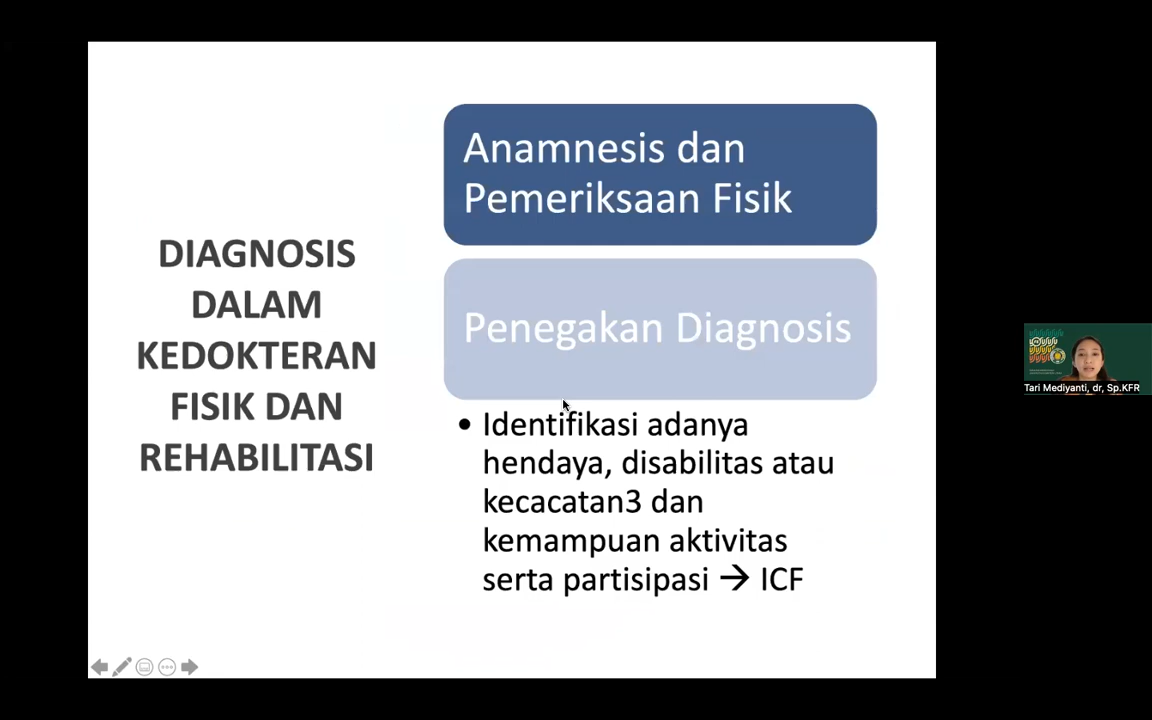 DIAGNOSIS
DALAM
KEDOKTERAN
FISIK DAN
REHABILITASI
Anamnesis dan
Pemeriksaan Fisik
Penegakan Diagnosis
• Identifikasi adanya
hendaya, disabilitas atau
kecacatan3 dan
kemampuan aktivitas
serta partisipasi → ICF
Tari Mediyanti, dr, Sp.KFR